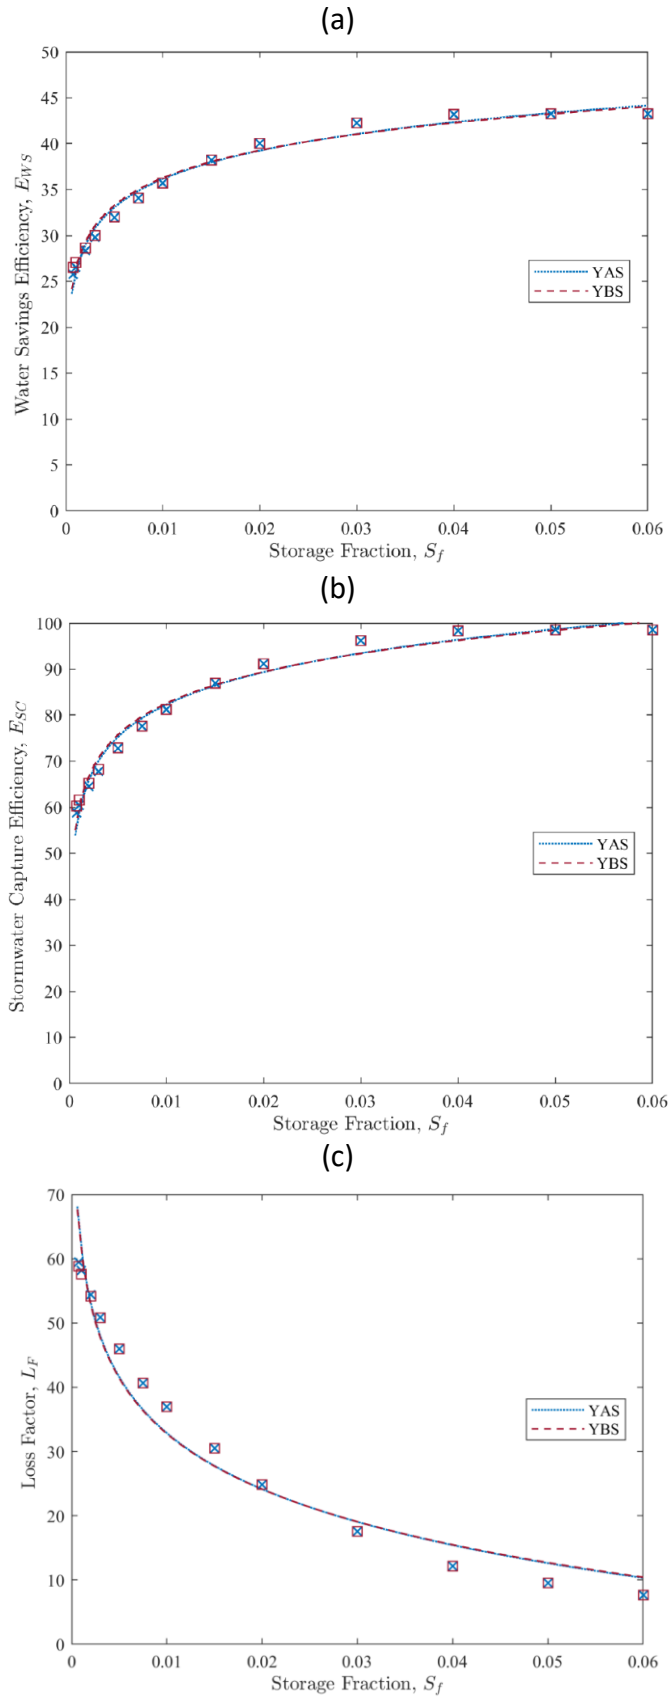 (a)
50
45
40
35
30
25
20
15
10
5
0
Water Savings Efficiency, E_WS
YAS
YBS
0 0.01 0.02 0.03 0.04 0.05 0.06
Storage Fraction, S_f
(b)
100
90
80
70
60
50
40
30
20
10
0
Stormwater Capture Efficiency, E_SC
YAS
YBS
0 0.01 0.02 0.03 0.04 0.05 0.06
Storage Fraction, S_f
(c)
70
60
50
40
30
20
10
0
Loss Factor, L_F
YAS
YBS
0 0.01 0.02 0.03 0.04 0.05 0.06
Storage Fraction, S_f